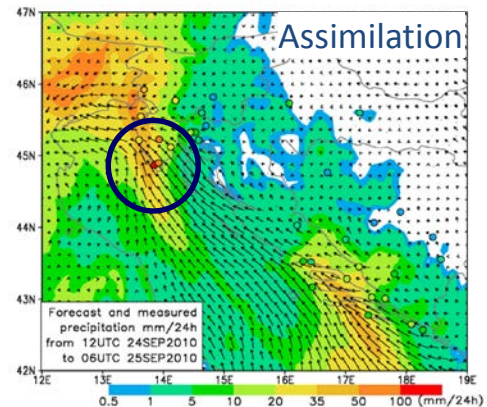 Assimilation
47N
46N
45N
44N
43N
42N
Forecast and measured
precipitation mm/24h
from 12UTC 24SEP2010
to 06UTC 25SEP2010
12E 13E 14E 15E 16E 17E 18E 19E
0.5 1 5 10 20 35 50 100 (mm/24h)